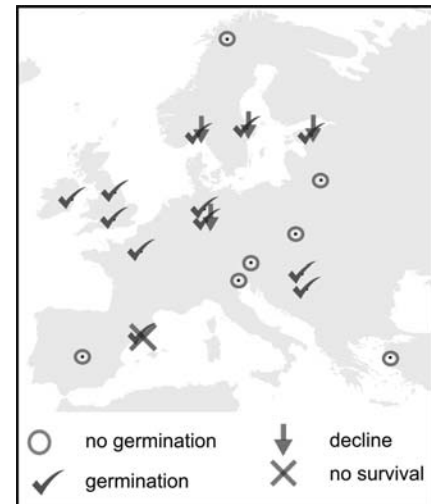 no germination
decline
germination
no survival